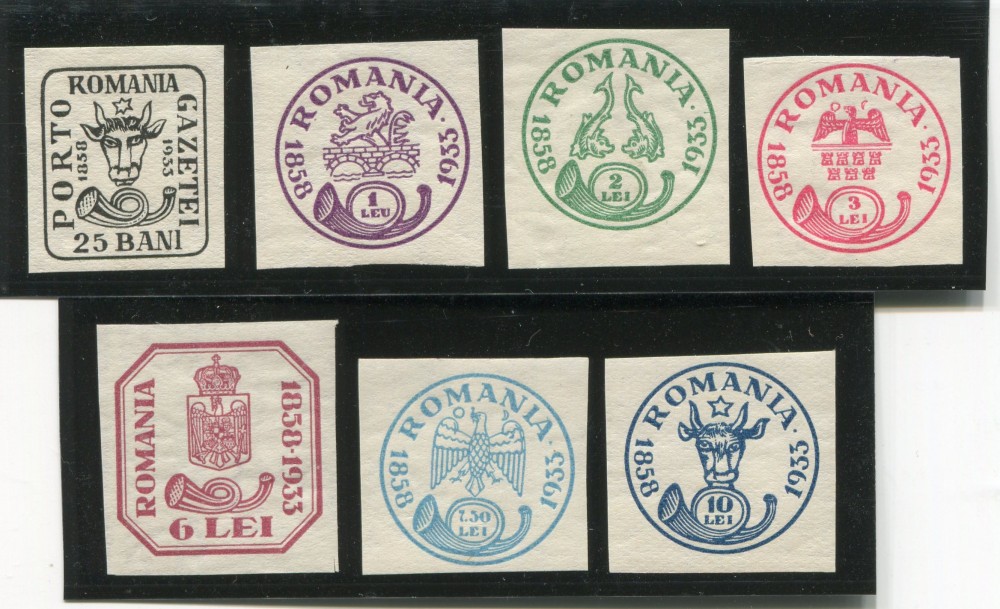 ROMANIA
PORTO
GAZETEI
1858
1933
25 BANI
ROMANIA · 1933
1858
1
LEU
ROMANIA · 1933
1858
2
LEI
ROMANIA · 1933
1858
3
LEI
ROMANIA
1858-1933
6 LEI
ROMANIA · 1933
1858
7.50
LEI
ROMANIA · 1933
1858
10
LEI